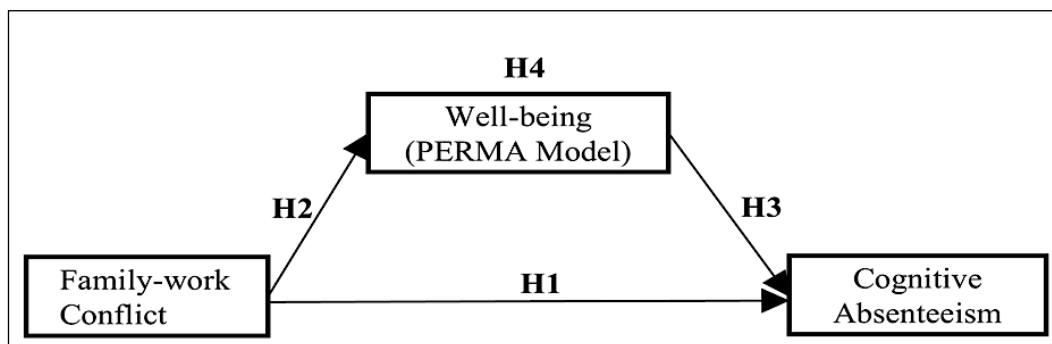 H4
Well-being
(PERMA Model)
H2
H3
Family-work
Conflict
H1
Cognitive
Absenteeism